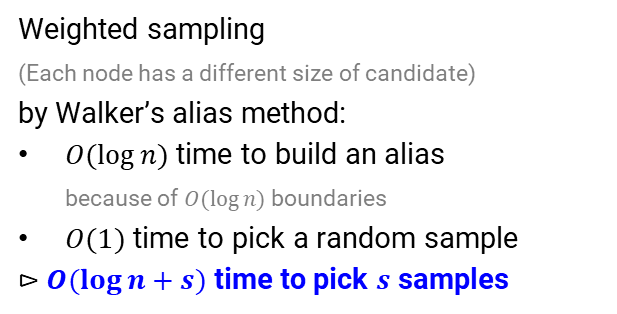 Weighted sampling
(Each node has a different size of candidate)
by Walker's alias method:
• O(log n) time to build an alias
because of O(log n) boundaries
• O(1) time to pick a random sample
▻ O(log n + s) time to pick s samples